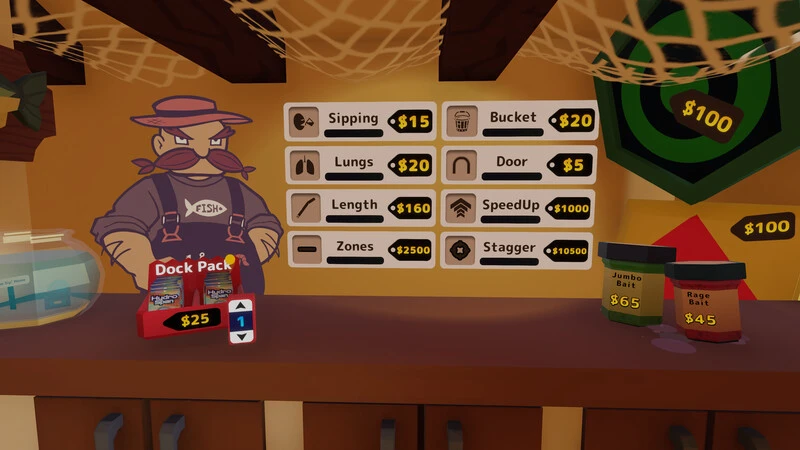 Sipping $15
Bucket $20
Lungs $20
Door $5
Length $160
SpeedUp $1000
Zones $2500
Stagger $10500
$100
$100
FISH
Dock Pack
Hydro
$25
1
Jumbo
Bait
$65
Rage
Bait
$45